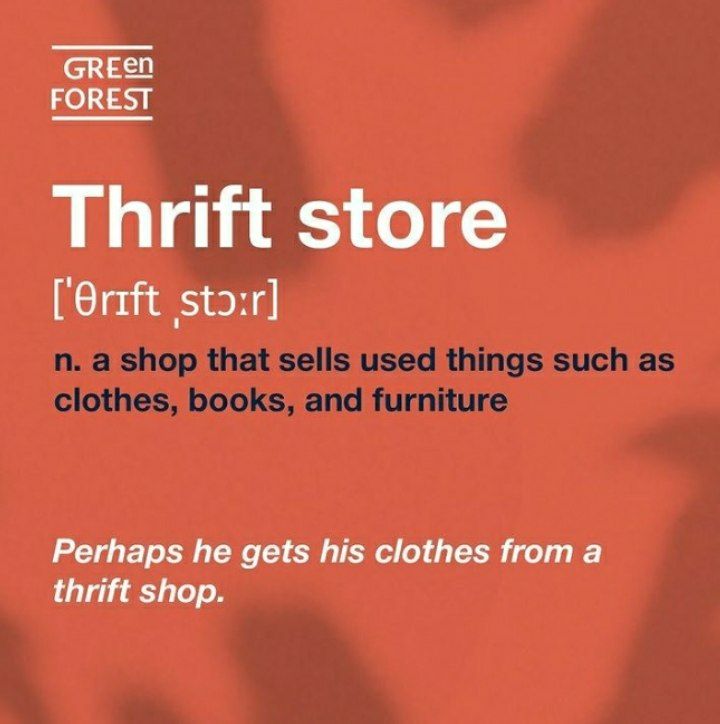 GREen
FOREST
Thrift store
[ˈθrɪft ˌstɔːr]
n. a shop that sells used things such as
clothes, books, and furniture
Perhaps he gets his clothes from a
thrift shop.